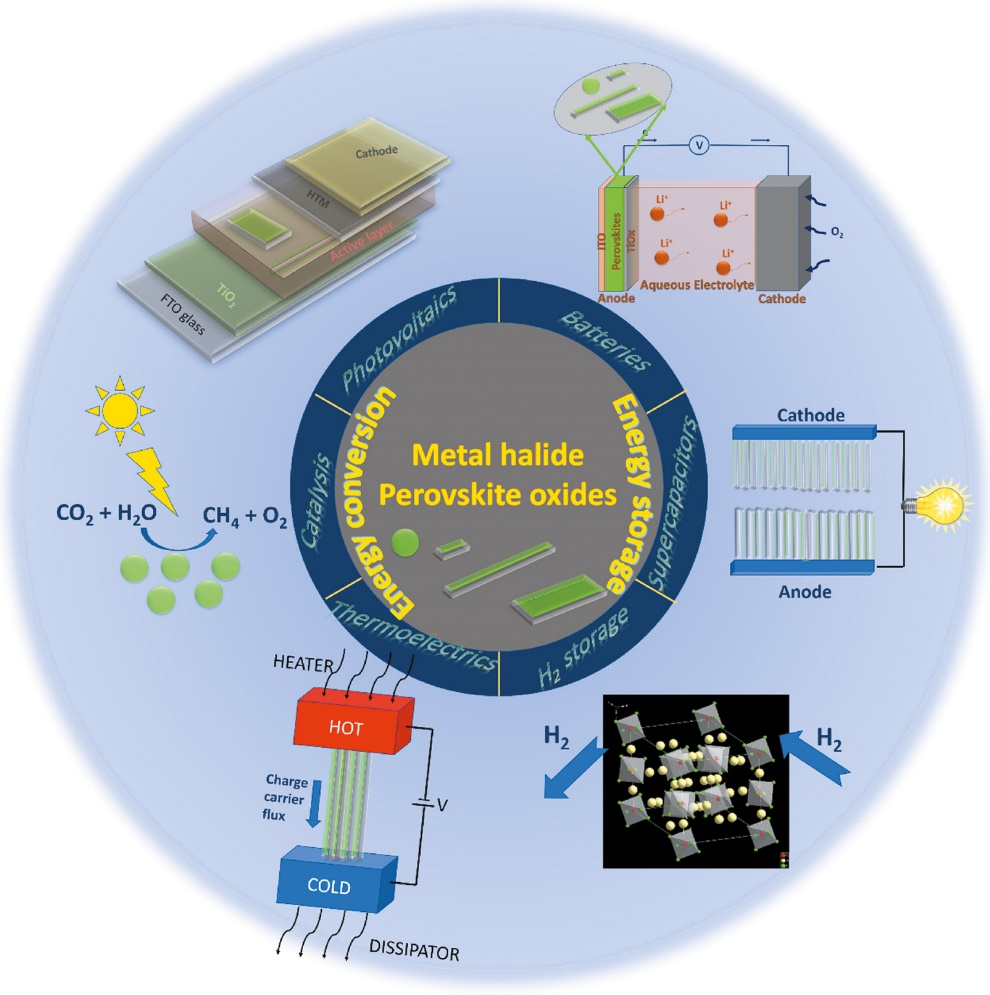 Cathode
HTM
Active layer
TiO2
FTO glass
e-
V
Li+
Li+
Li+
Li+
O2
ITO
Perovskites
TiOx
Aqueous Electrolyte
Anode
Cathode
Photovoltaics
Batteries
Catalysis
Supercapacitors
Thermoelectrics
H2 storage
Energy conversion
Energy storage
Metal halide
Perovskite oxides
CO2 + H2O
CH4 + O2
Cathode
Anode
HEATER
HOT
Charge
carrier
flux
V
COLD
DISSIPATOR
H2
H2